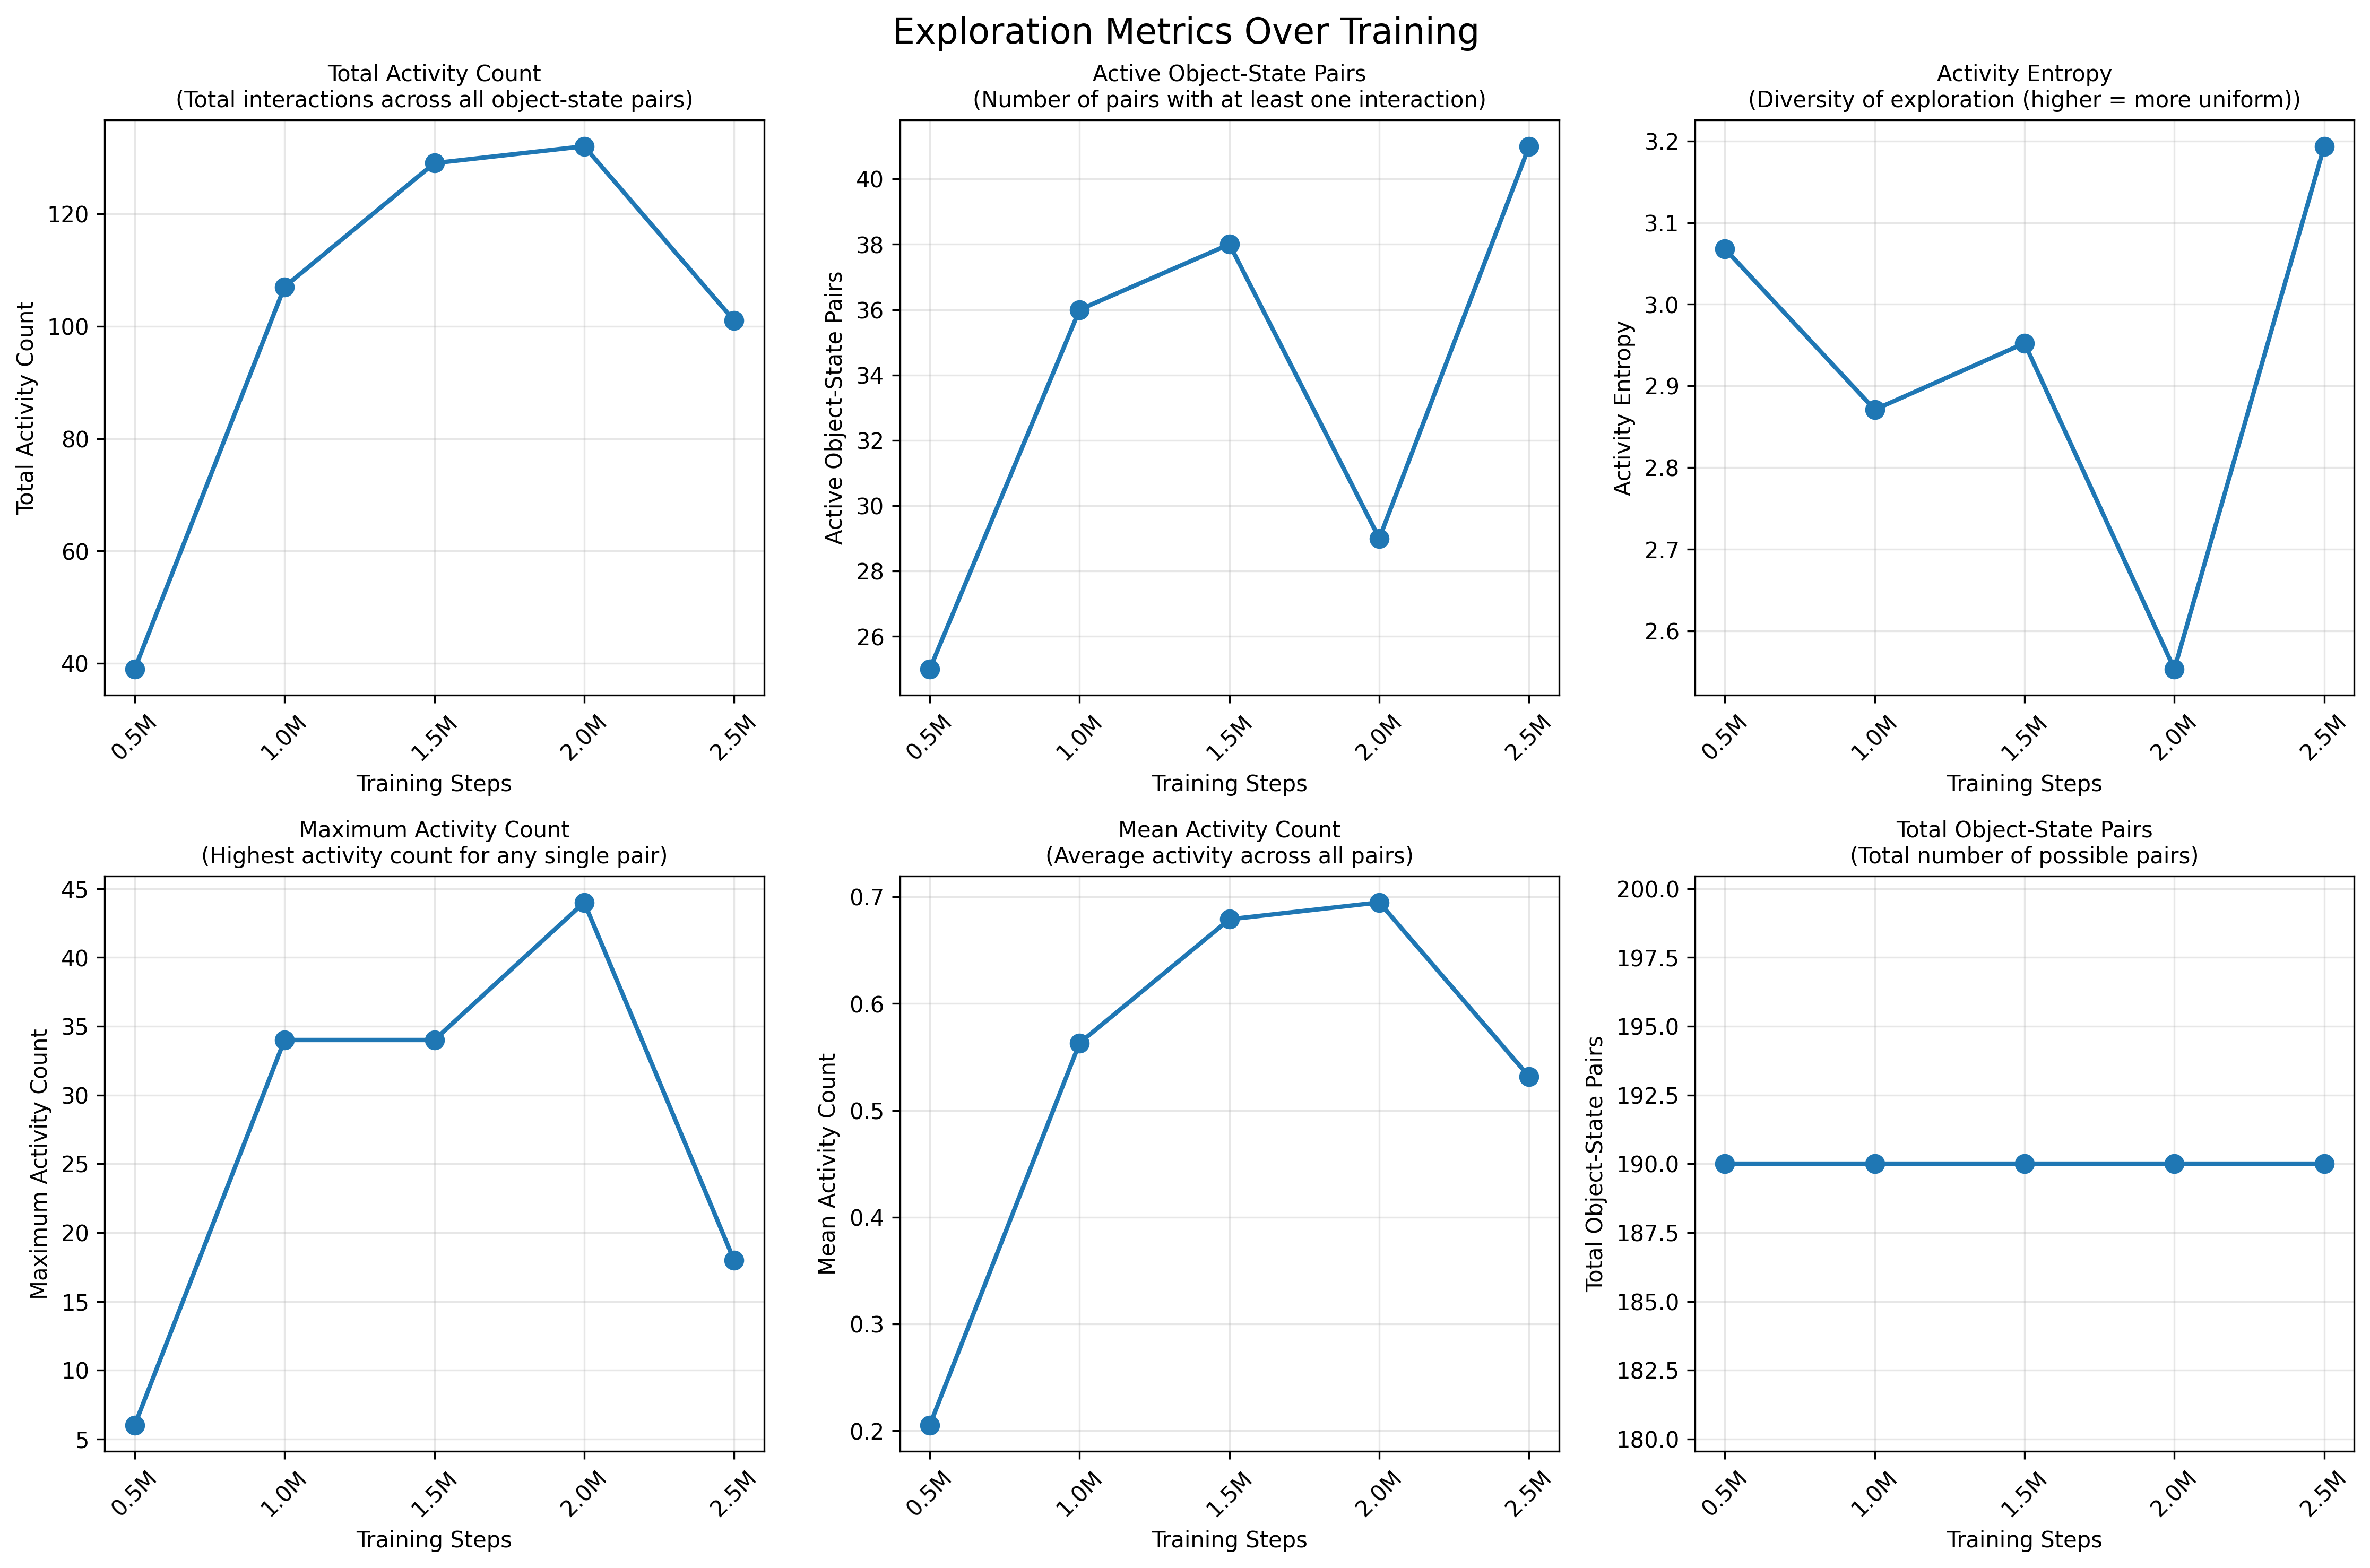 Exploration Metrics Over Training
Total Activity Count
(Total interactions across all object-state pairs)
Total Activity Count
120
100
80
60
40
0.5M
1.0M
1.5M
2.0M
2.5M
Training Steps
Active Object-State Pairs
(Number of pairs with at least one interaction)
Active Object-State Pairs
40
38
36
34
32
30
28
26
0.5M
1.0M
1.5M
2.0M
2.5M
Training Steps
Activity Entropy
(Diversity of exploration (higher = more uniform))
Activity Entropy
3.2
3.1
3.0
2.9
2.8
2.7
2.6
0.5M
1.0M
1.5M
2.0M
2.5M
Training Steps
Maximum Activity Count
(Highest activity count for any single pair)
Maximum Activity Count
45
40
35
30
25
20
15
10
5
0.5M
1.0M
1.5M
2.0M
2.5M
Training Steps
Mean Activity Count
(Average activity across all pairs)
Mean Activity Count
0.7
0.6
0.5
0.4
0.3
0.2
0.5M
1.0M
1.5M
2.0M
2.5M
Training Steps
Total Object-State Pairs
(Total number of possible pairs)
Total Object-State Pairs
200.0
197.5
195.0
192.5
190.0
187.5
185.0
182.5
180.0
0.5M
1.0M
1.5M
2.0M
2.5M
Training Steps